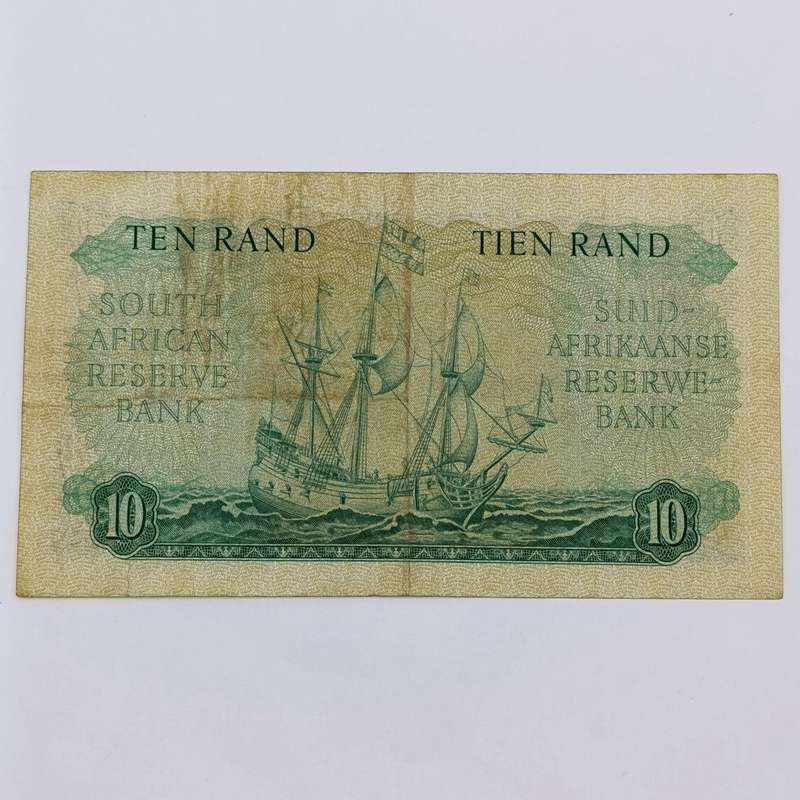 TEN RAND
TIEN RAND
SOUTH
AFRICAN
RESERVE
BANK
SUID-
AFRIKAANSE
RESERWE-
BANK
10
10